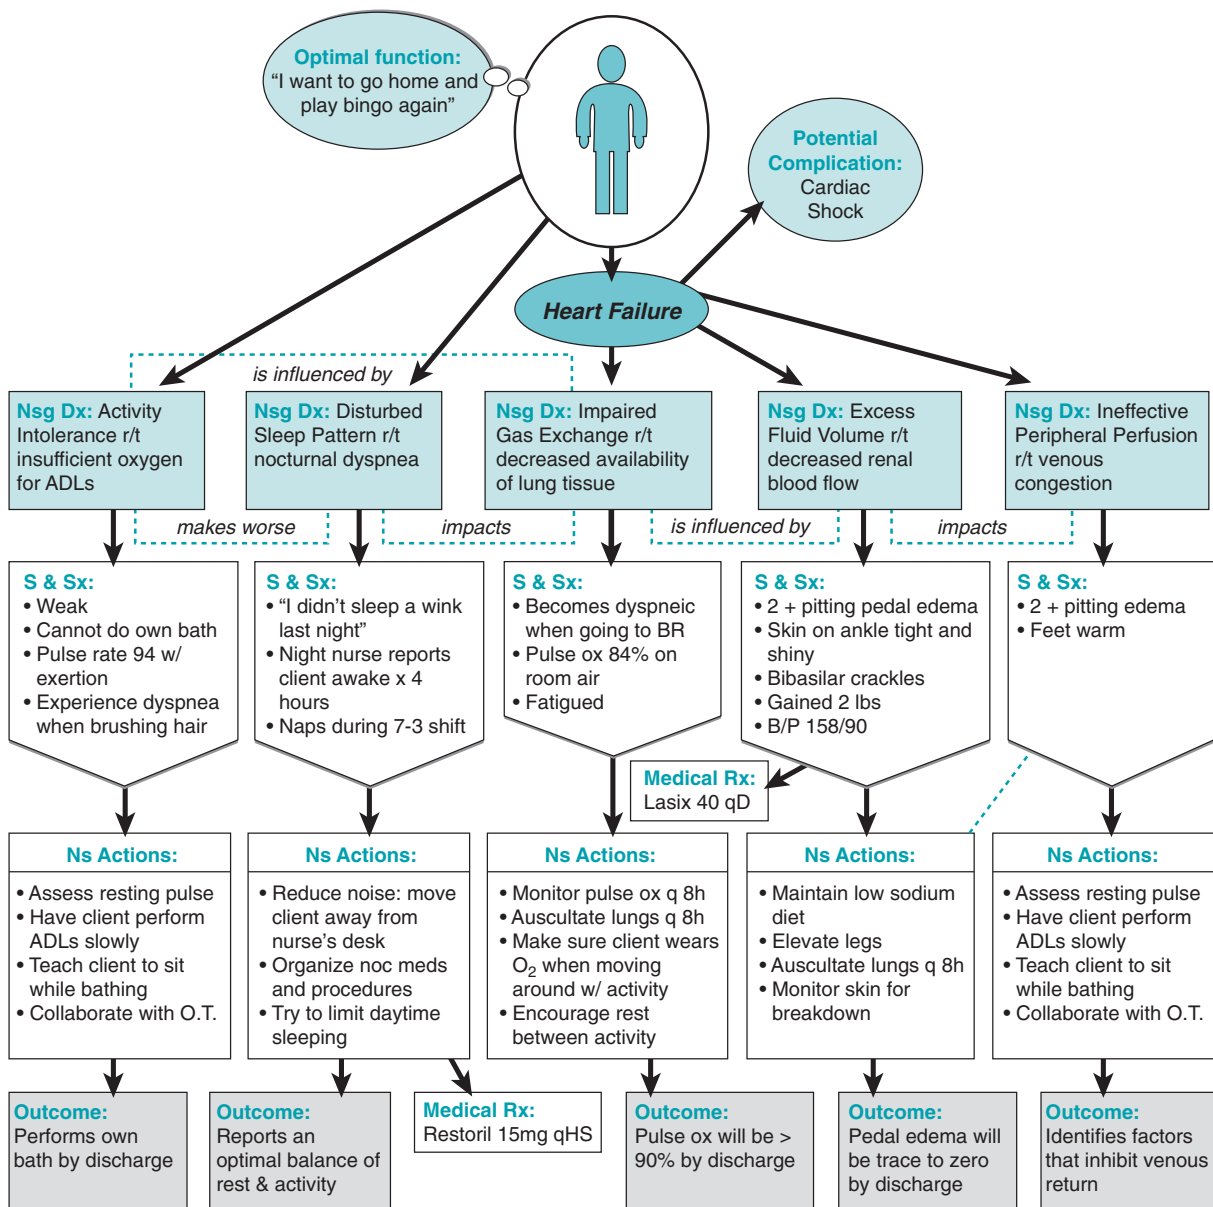 Optimal function:
“I want to go home and
play bingo again”
Potential
Complication:
Cardiac
Shock
Heart Failure
is influenced by
Nsg Dx: Activity
Intolerance r/t
insufficient oxygen
for ADLs
Nsg Dx: Disturbed
Sleep Pattern r/t
nocturnal dyspnea
Nsg Dx: Impaired
Gas Exchange r/t
decreased availability
of lung tissue
Nsg Dx: Excess
Fluid Volume r/t
decreased renal
blood flow
Nsg Dx: Ineffective
Peripheral Perfusion
r/t venous
congestion
makes worse
impacts
is influenced by
impacts
S & Sx:
• Weak
• Cannot do own bath
• Pulse rate 94 w/
exertion
• Experience dyspnea
when brushing hair
S & Sx:
• “I didn’t sleep a wink
last night”
• Night nurse reports
client awake x 4
hours
• Naps during 7-3 shift
S & Sx:
• Becomes dyspneic
when going to BR
• Pulse ox 84% on
room air
• Fatigued
S & Sx:
• 2 + pitting pedal edema
• Skin on ankle tight and
shiny
• Bibasilar crackles
• Gained 2 lbs
• B/P 158/90
S & Sx:
• 2 + pitting edema
• Feet warm
Medical Rx:
Lasix 40 qD
Ns Actions:
• Assess resting pulse
• Have client perform
ADLs slowly
• Teach client to sit
while bathing
• Collaborate with O.T.
Ns Actions:
• Reduce noise: move
client away from
nurse’s desk
• Organize noc meds
and procedures
• Try to limit daytime
sleeping
Ns Actions:
• Monitor pulse ox q 8h
• Auscultate lungs q 8h
• Make sure client wears
O2 when moving
around w/ activity
• Encourage rest
between activity
Ns Actions:
• Maintain low sodium
diet
• Elevate legs
• Auscultate lungs q 8h
• Monitor skin for
breakdown
Ns Actions:
• Assess resting pulse
• Have client perform
ADLs slowly
• Teach client to sit
while bathing
• Collaborate with O.T.
Outcome:
Performs own
bath by discharge
Outcome:
Reports an
optimal balance of
rest & activity
Medical Rx:
Restoril 15mg qHS
Outcome:
Pulse ox will be >
90% by discharge
Outcome:
Pedal edema will
be trace to zero
by discharge
Outcome:
Identifies factors
that inhibit venous
return